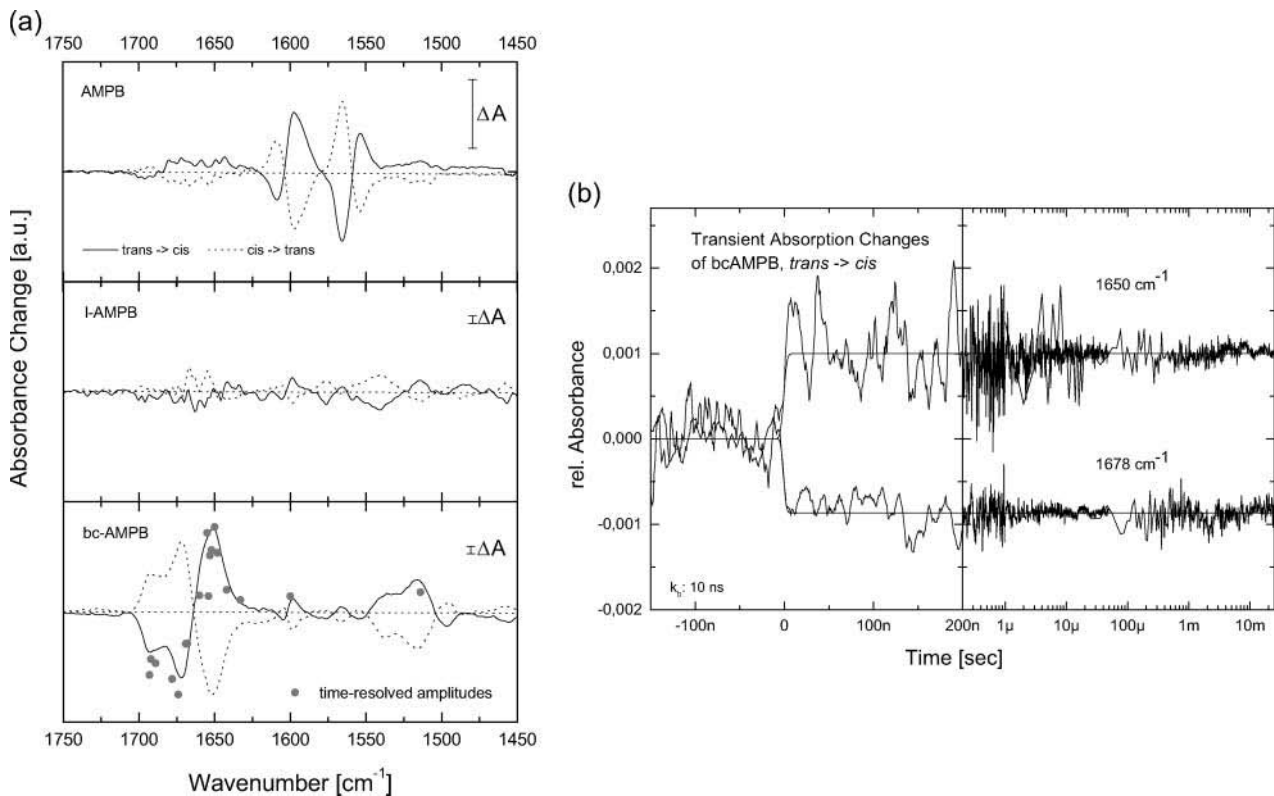 (a)
1750 1700 1650 1600 1550 1500 1450
AMPB
ΔA
trans -> cis
cis -> trans
l-AMPB
ΔA
bc-AMPB
ΔA
time-resolved amplitudes
1750 1700 1650 1600 1550 1500 1450
Wavenumber [cm⁻¹]
Absorbance Change [a.u.]
(b)
Transient Absorption Changes
of bcAMPB, trans -> cis
1650 cm⁻¹
1678 cm⁻¹
0,002
0,001
0,000
-0,001
-0,002
rel. Absorbance
-100n 0 100n 200n 1µ 10µ 100µ 1m 10m
Time [sec]